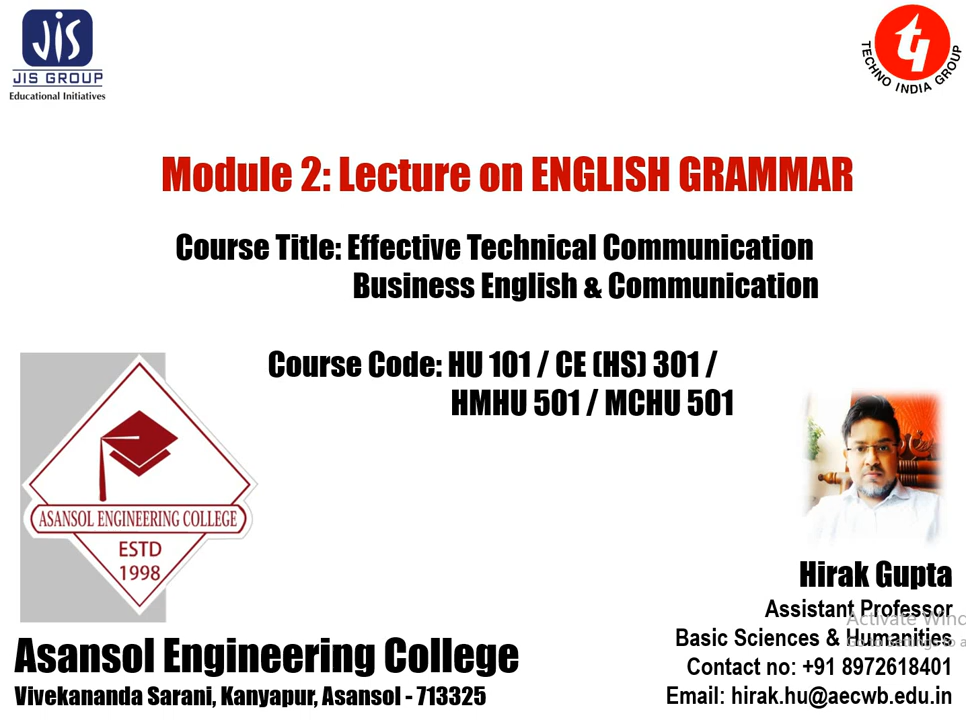 JIS
JIS GROUP
Educational Initiatives
TECHNO INDIA GROUP
Module 2: Lecture on ENGLISH GRAMMAR
Course Title: Effective Technical Communication
Business English & Communication
Course Code: HU 101 / CE (HS) 301 /
HMHU 501 / MCHU 501
ASANSOL ENGINEERING COLLEGE
ESTD
1998
Asansol Engineering College
Vivekananda Sarani, Kanyapur, Asansol - 713325
Hirak Gupta
Assistant Professor
Activate Wind
Basic Sciences & Humanities
Contact no: +91 8972618401
Email: hirak.hu@aecwb.edu.in